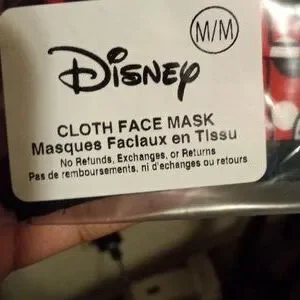 M/M
Disney
CLOTH FACE MASK
Masques Faciaux en Tissu
No Refunds, Exchanges, or Returns
Pas de remboursements, ni d'echanges ou retours